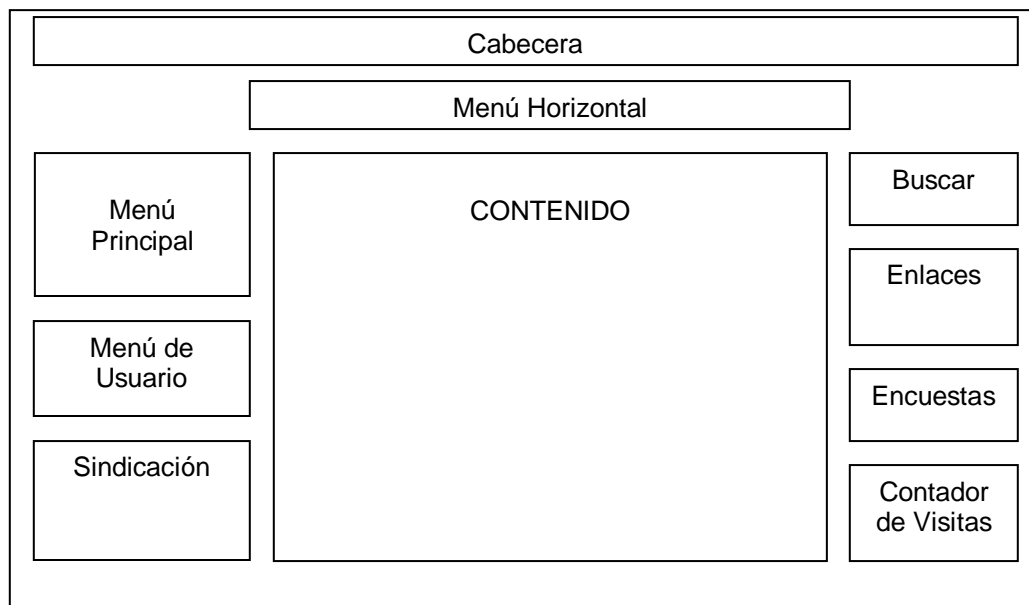 Cabecera
Menú Horizontal
Menú
Principal
Menú de
Usuario
Sindicación
CONTENIDO
Buscar
Enlaces
Encuestas
Contador
de Visitas